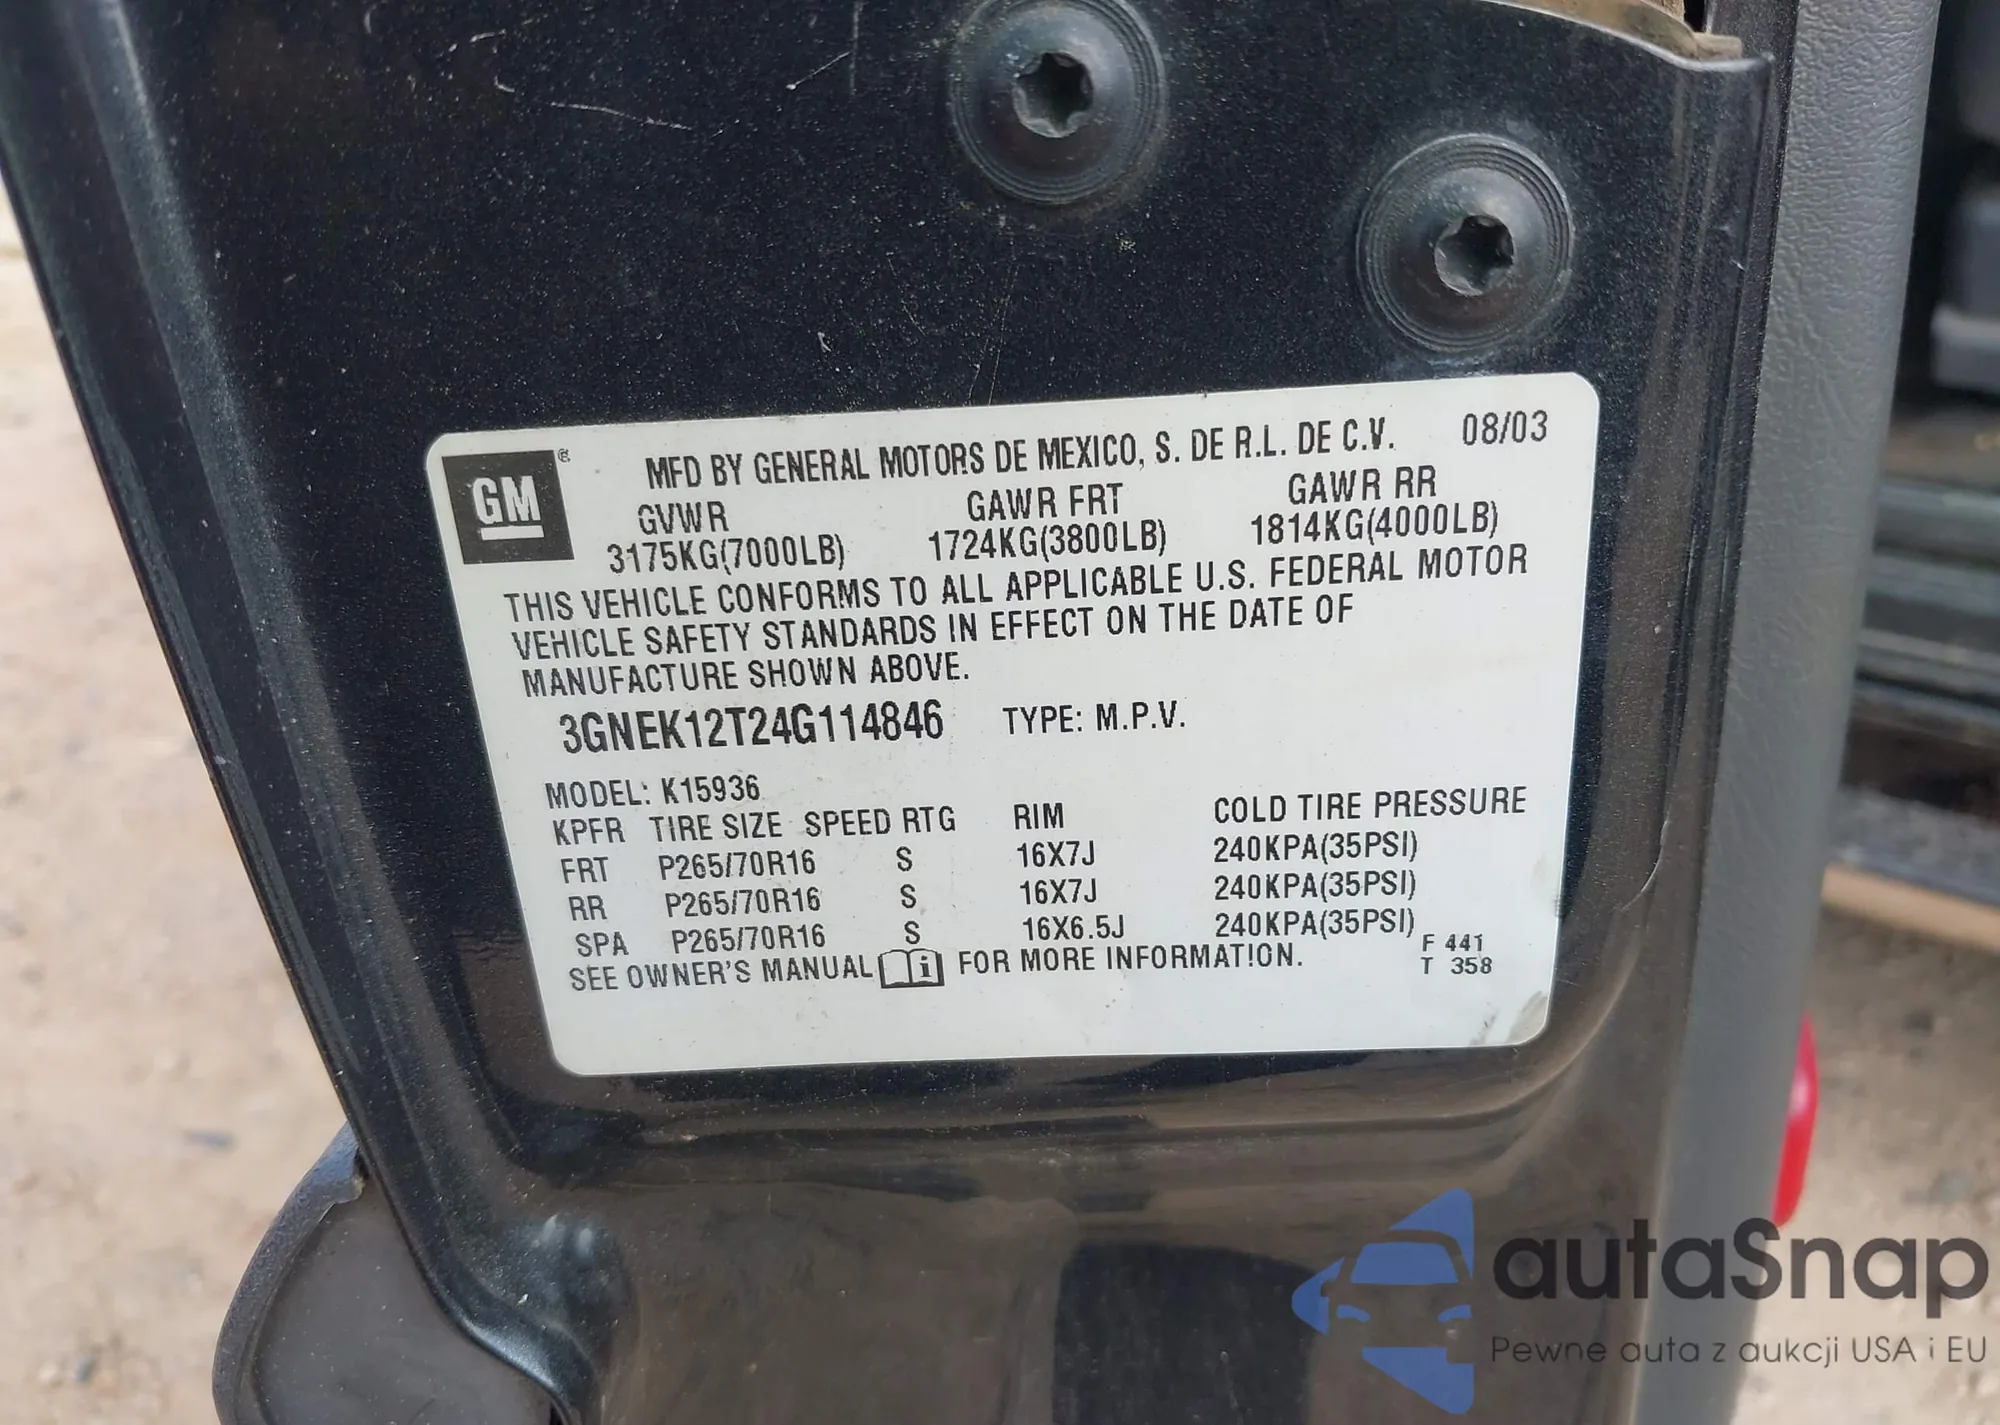 GM®
MFD BY GENERAL MOTORS DE MEXICO, S. DE R.L. DE C.V. 08/03
GVWR GAWR FRT GAWR RR
3175KG(7000LB) 1724KG(3800LB) 1814KG(4000LB)
THIS VEHICLE CONFORMS TO ALL APPLICABLE U.S. FEDERAL MOTOR
VEHICLE SAFETY STANDARDS IN EFFECT ON THE DATE OF
MANUFACTURE SHOWN ABOVE.
3GNEK12T24G114846 TYPE: M.P.V.
MODEL: K15936
KPFR TIRE SIZE SPEED RTG RIM COLD TIRE PRESSURE
FRT P265/70R16 S 16X7J 240KPA(35PSI)
RR P265/70R16 S 16X7J 240KPA(35PSI)
SPA P265/70R16 S 16X6.5J 240KPA(35PSI)
SEE OWNER'S MANUAL i FOR MORE INFORMATION.
F 441
T 358
autaSnap
Pewne auta z aukcji USA i EU